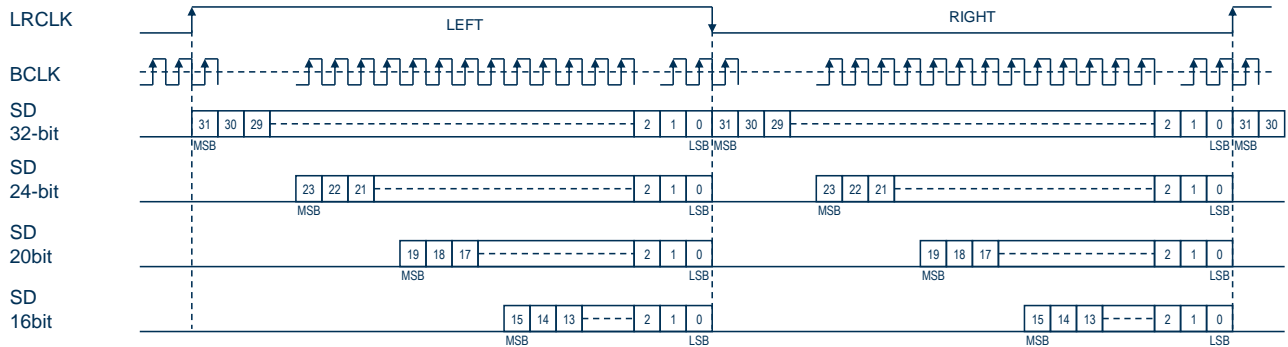 LRCLK LEFT RIGHT
BCLK
SD
32-bit
31 30 29 2 1 0 31 30 29 2 1 0 31 30
MSB LSB MSB LSB MSB
SD
24-bit
23 22 21 2 1 0 23 22 21 2 1 0
MSB LSB MSB LSB
SD
20bit
19 18 17 2 1 0 19 18 17 2 1 0
MSB LSB MSB LSB
SD
16bit
15 14 13 2 1 0 15 14 13 2 1 0
MSB LSB MSB LSB